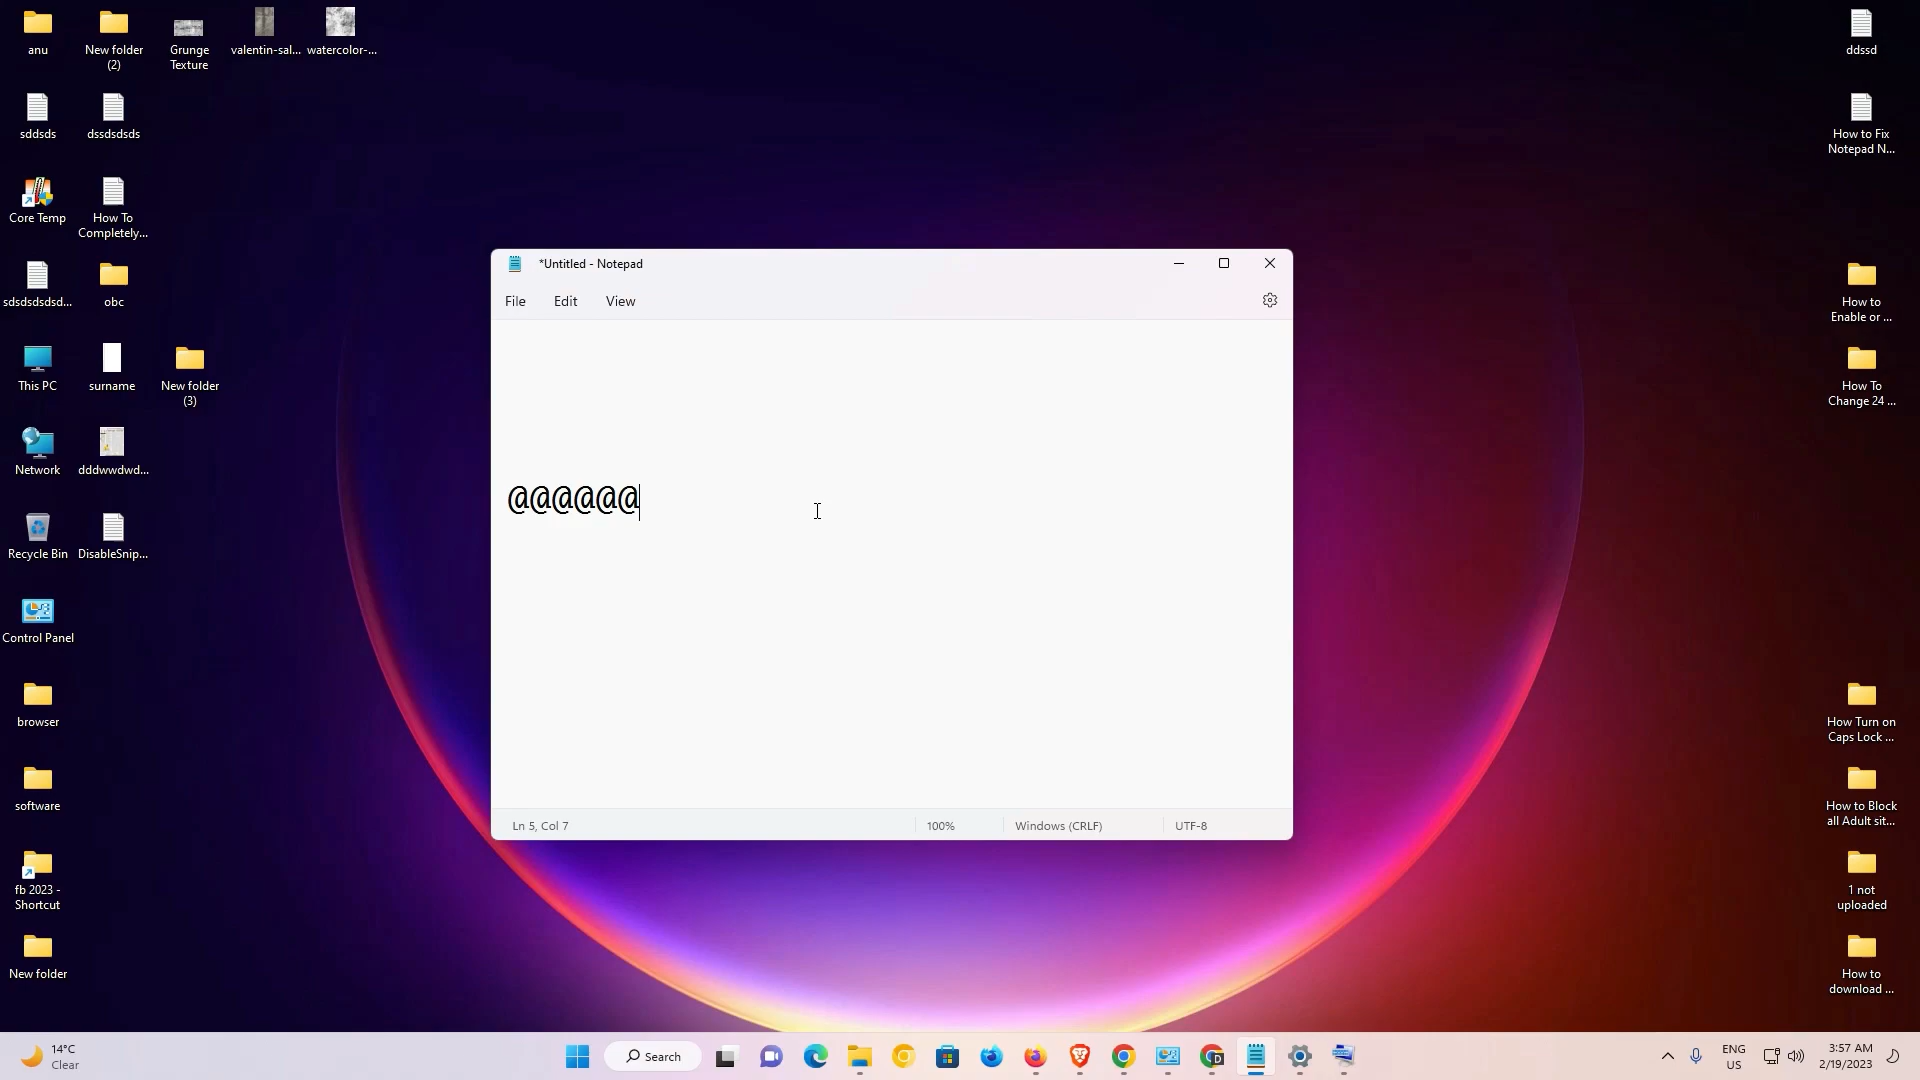 anu
New folder
(2)
Grunge
Texture
valentin-sal...
watercolor-...
ddssd
sddsds
dssdsdsds
How to Fix
Notepad N...
Core Temp
How To
Completely...
*Untitled - Notepad
File Edit View
sdsdsdsdsd...
obc
How to
Enable or ...
This PC
surname
New folder
(3)
How To
Change 24 ...
Network
dddwwdwd...
@@@@@@
Recycle Bin
DisableSnip...
Control Panel
browser
How Turn on
Caps Lock ...
software
How to Block
all Adult sit...
Ln 5, Col 7 100% Windows (CRLF) UTF-8
fb 2023 -
Shortcut
1 not
uploaded
New folder
How to
download ...
14°C
Clear
Search
ENG
US
3:57 AM
2/19/2023